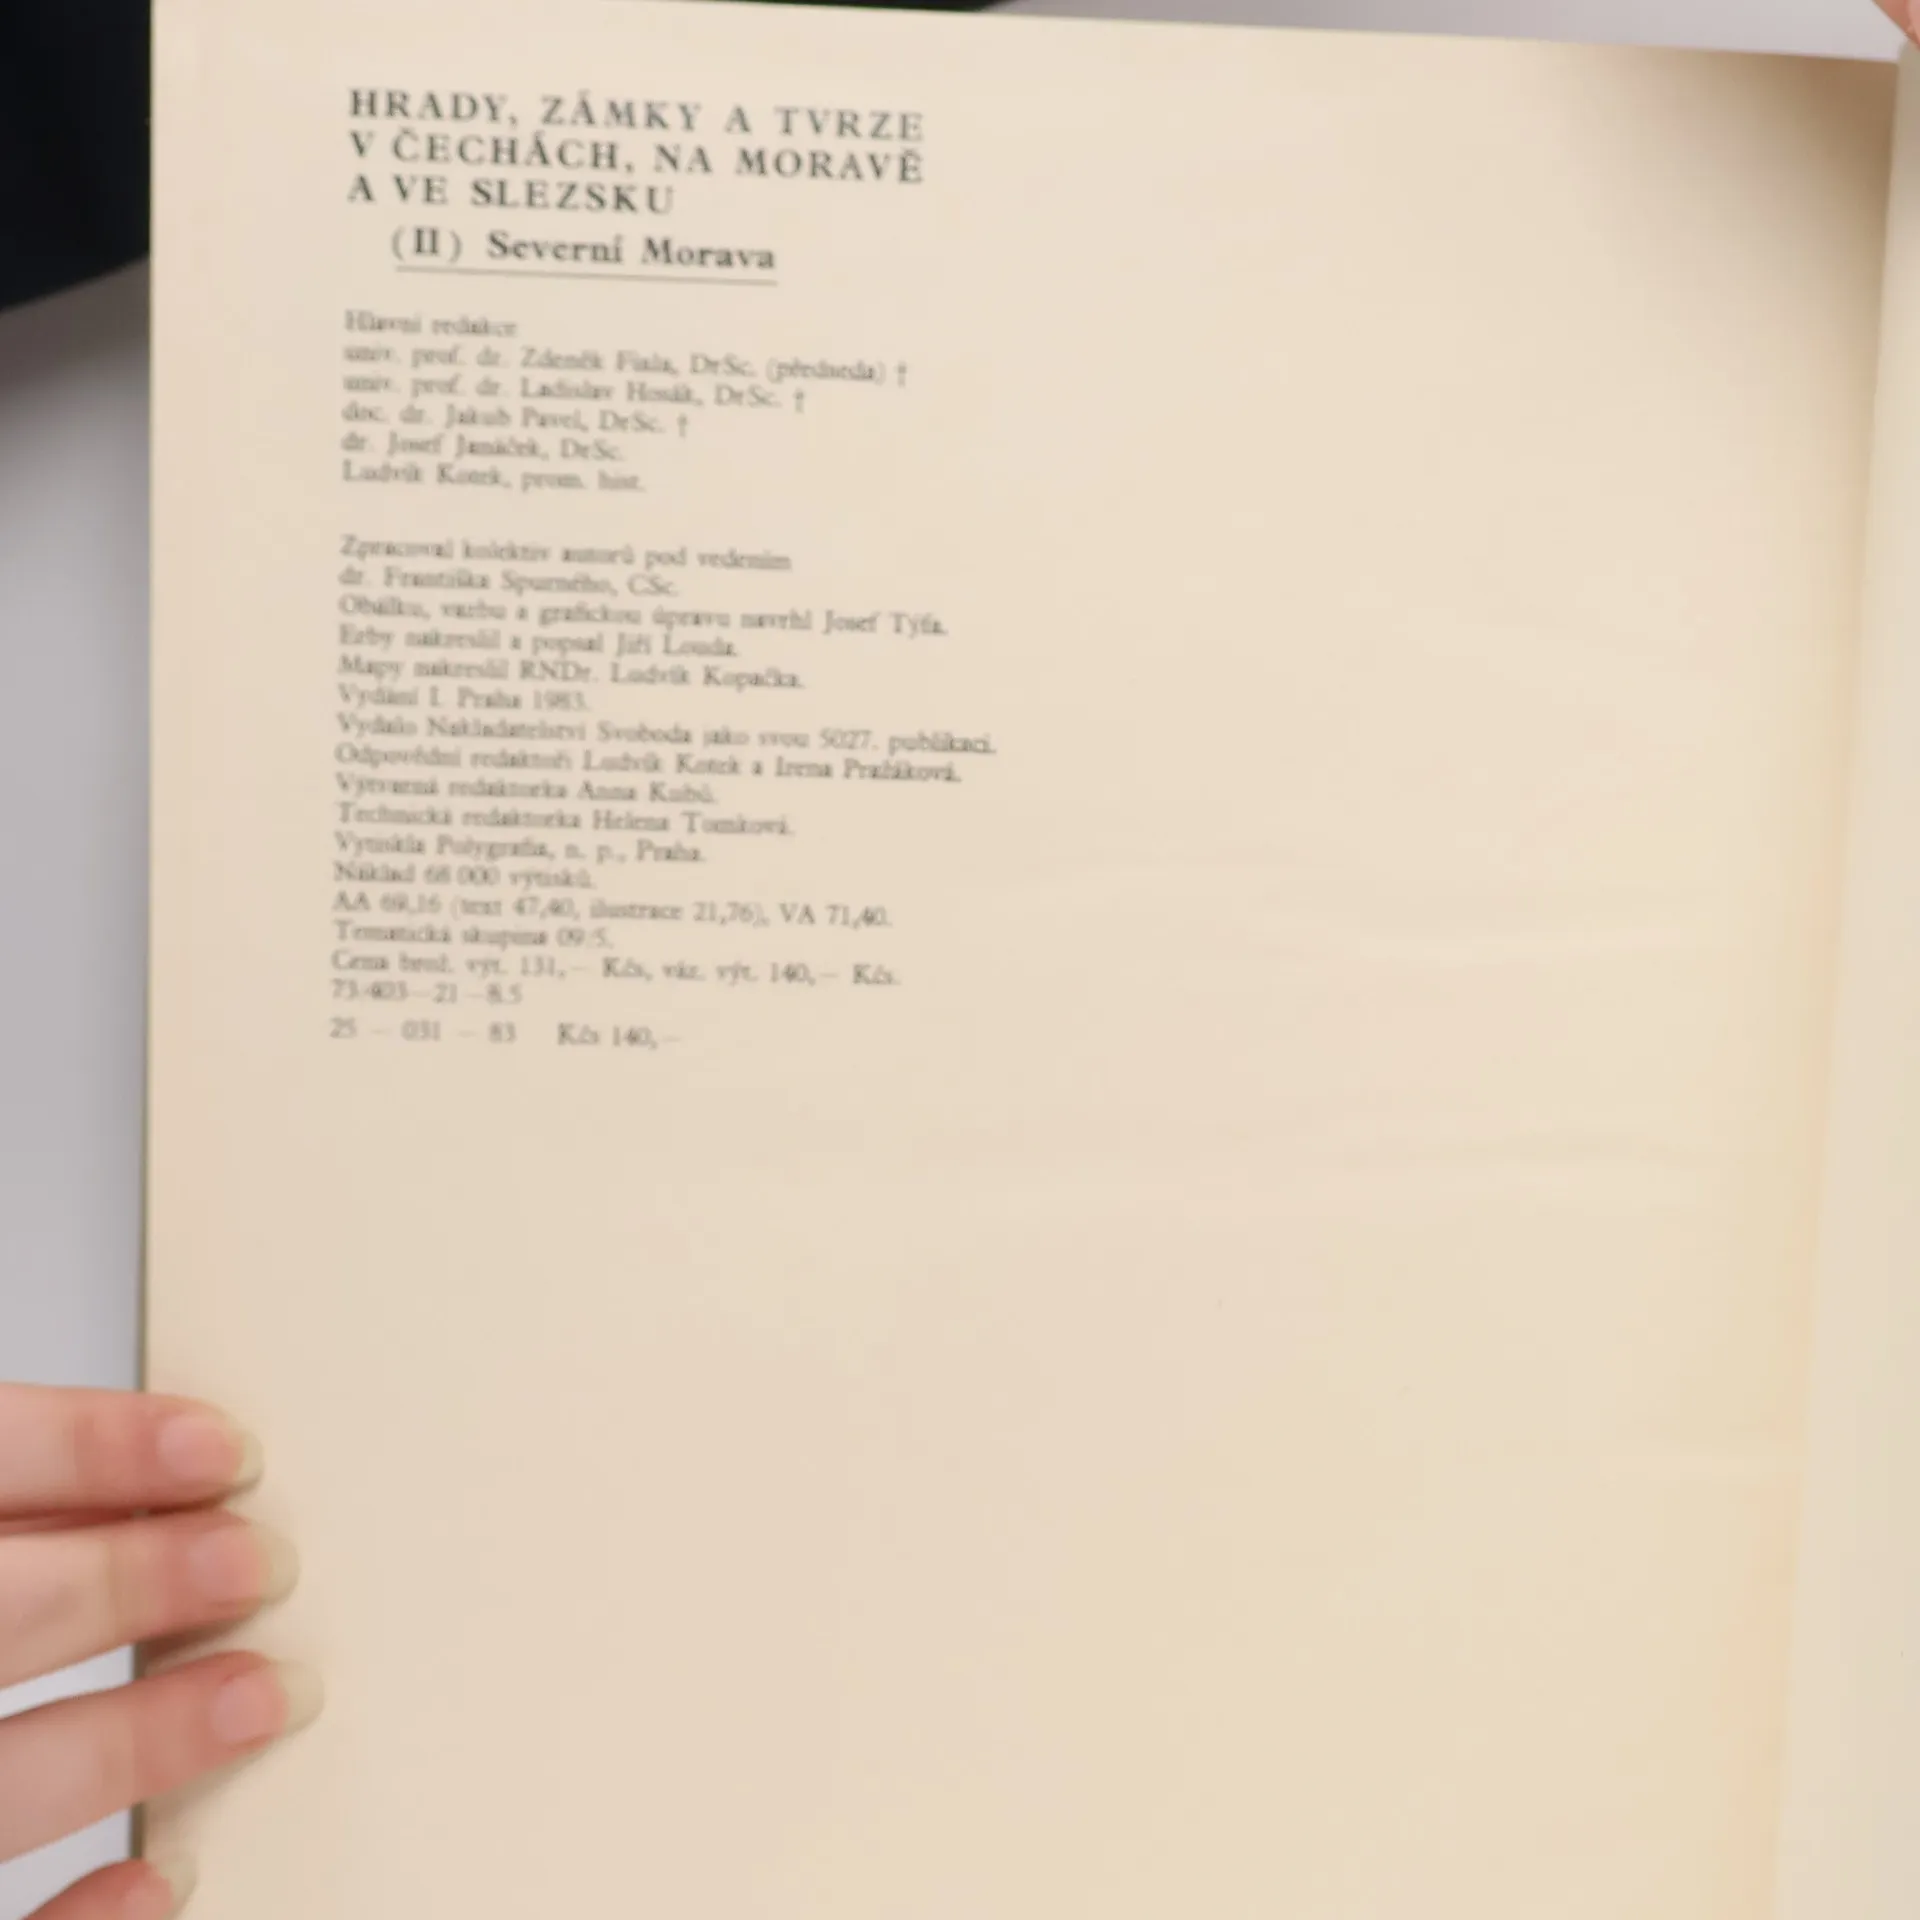 HRADY, ZÁMKY A TVRZE
V ČECHÁCH, NA MORAVĚ
A VE SLEZSKU
(II) Severní Morava
Hlavní redakce
univ. prof. dr. Zdeněk Fiala, DrSc. (předseda) †
univ. prof. dr. Ladislav Hosák, DrSc. †
doc. dr. Jakub Pavel, DrSc. †
dr. Josef Janáček, DrSc.
Ludvík Kotek, prom. hist.
Zpracoval kolektiv autorů pod vedením
dr. Františka Spurného, CSc.
Obálku, vazbu a grafickou úpravu navrhl Josef Týfa.
Erby nakreslil a popsal Jiří Louda.
Mapy nakreslil RNDr. Ludvík Kopačka.
Vydání I. Praha 1983.
Vydalo Nakladatelství Svoboda jako svou 5027. publikaci.
Odpovědní redaktoři Ludvík Kotek a Irena Pražáková.
Výtvarná redaktorka Anna Kubů.
Technická redaktorka Helena Tomková.
Vytiskla Polygrafia, n. p., Praha.
Náklad 68 000 výtisků.
AA 69,16 (text 47,40, ilustrace 21,76), VA 71,40.
Tematická skupina 09/5.
Cena brož. výt. 131,– Kčs, váz. výt. 140,– Kčs.
73/403—21—8.5
25 — 031 — 83 Kčs 140,—